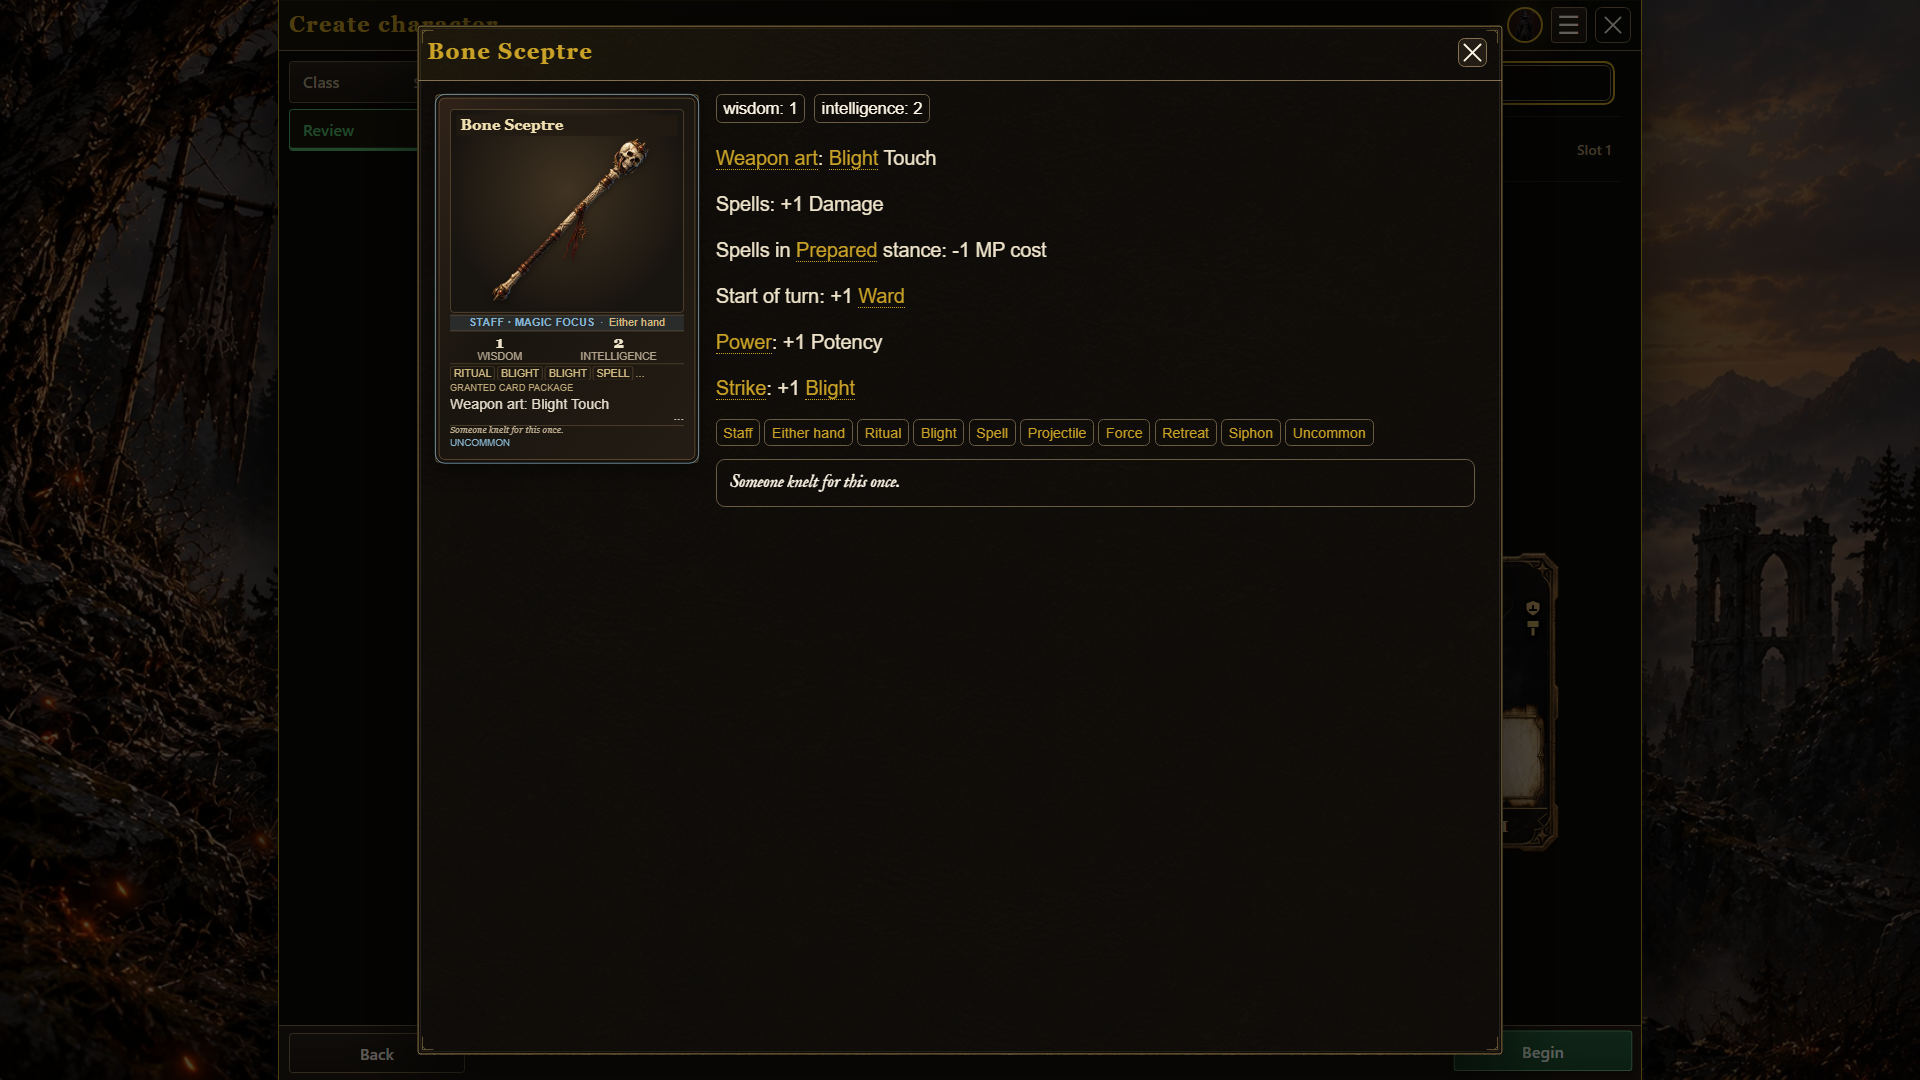 Create character
Bone Sceptre
Class
Review
Slot 1
Bone Sceptre
STAFF • MAGIC FOCUS · Either hand
1 2
WISDOM INTELLIGENCE
RITUAL BLIGHT BLIGHT SPELL ...
GRANTED CARD PACKAGE
Weapon art: Blight Touch
...
Someone knelt for this once.
UNCOMMON
wisdom: 1 intelligence: 2
Weapon art: Blight Touch
Spells: +1 Damage
Spells in Prepared stance: -1 MP cost
Start of turn: +1 Ward
Power: +1 Potency
Strike: +1 Blight
Staff Either hand Ritual Blight Spell Projectile Force Retreat Siphon Uncommon
Someone knelt for this once.
Back
Begin